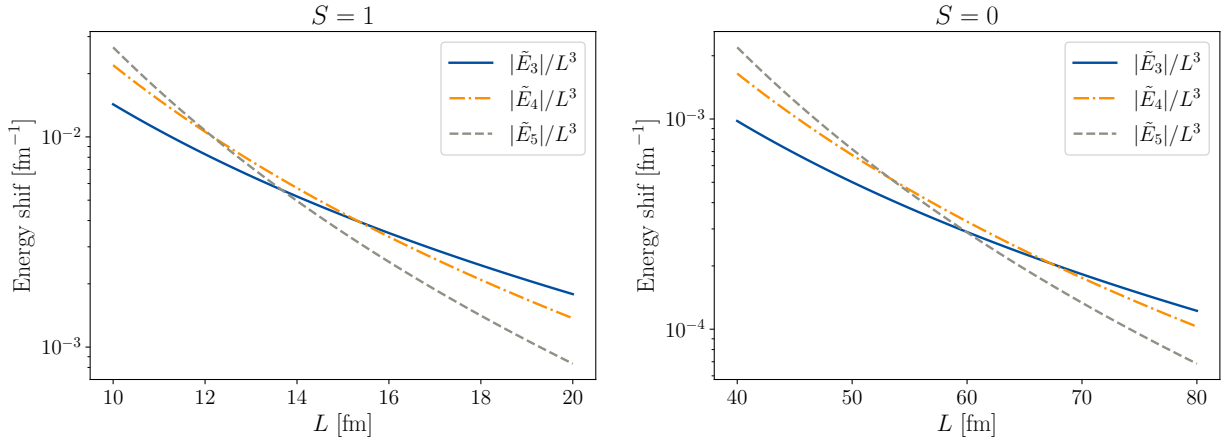 S = 1
|Ẽ₃|/L³
|Ẽ₄|/L³
|Ẽ₅|/L³
Energy shif [fm⁻¹]
10⁻²
10⁻³
10 12 14 16 18 20
L [fm]
S = 0
|Ẽ₃|/L³
|Ẽ₄|/L³
|Ẽ₅|/L³
Energy shif [fm⁻¹]
10⁻³
10⁻⁴
40 50 60 70 80
L [fm]